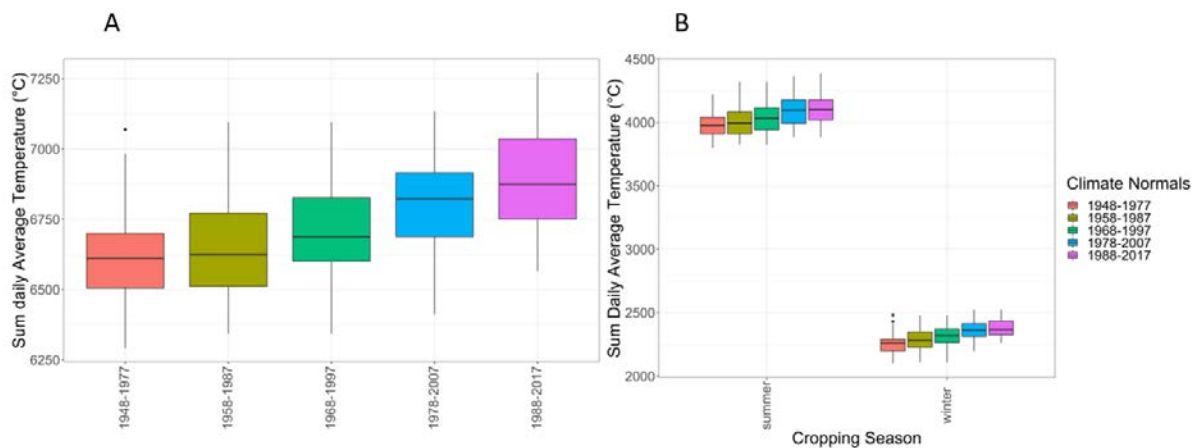 A
Sum daily Average Temperature (°C)
7250
7000
6750
6500
6250
1948-1977
1958-1987
1968-1997
1978-2007
1988-2017
B
Sum Daily Average Temperature (°C)
4500
4000
3500
3000
2500
2000
summer
winter
Cropping Season
Climate Normals
1948-1977
1958-1987
1968-1997
1978-2007
1988-2017